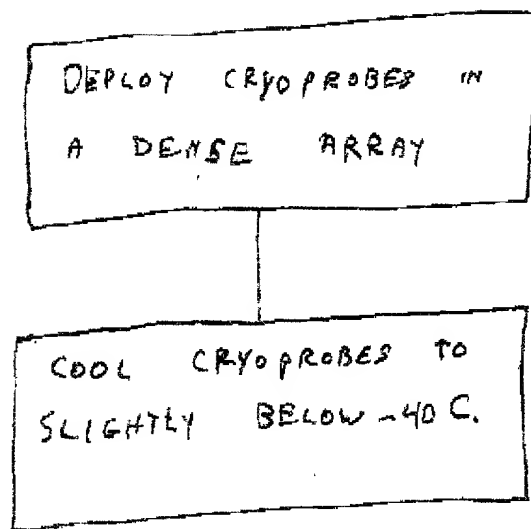 DEPLOY CRYOPROBES IN
A DENSE ARRAY
COOL CRYOPROBES TO
SLIGHTLY BELOW -40 C.